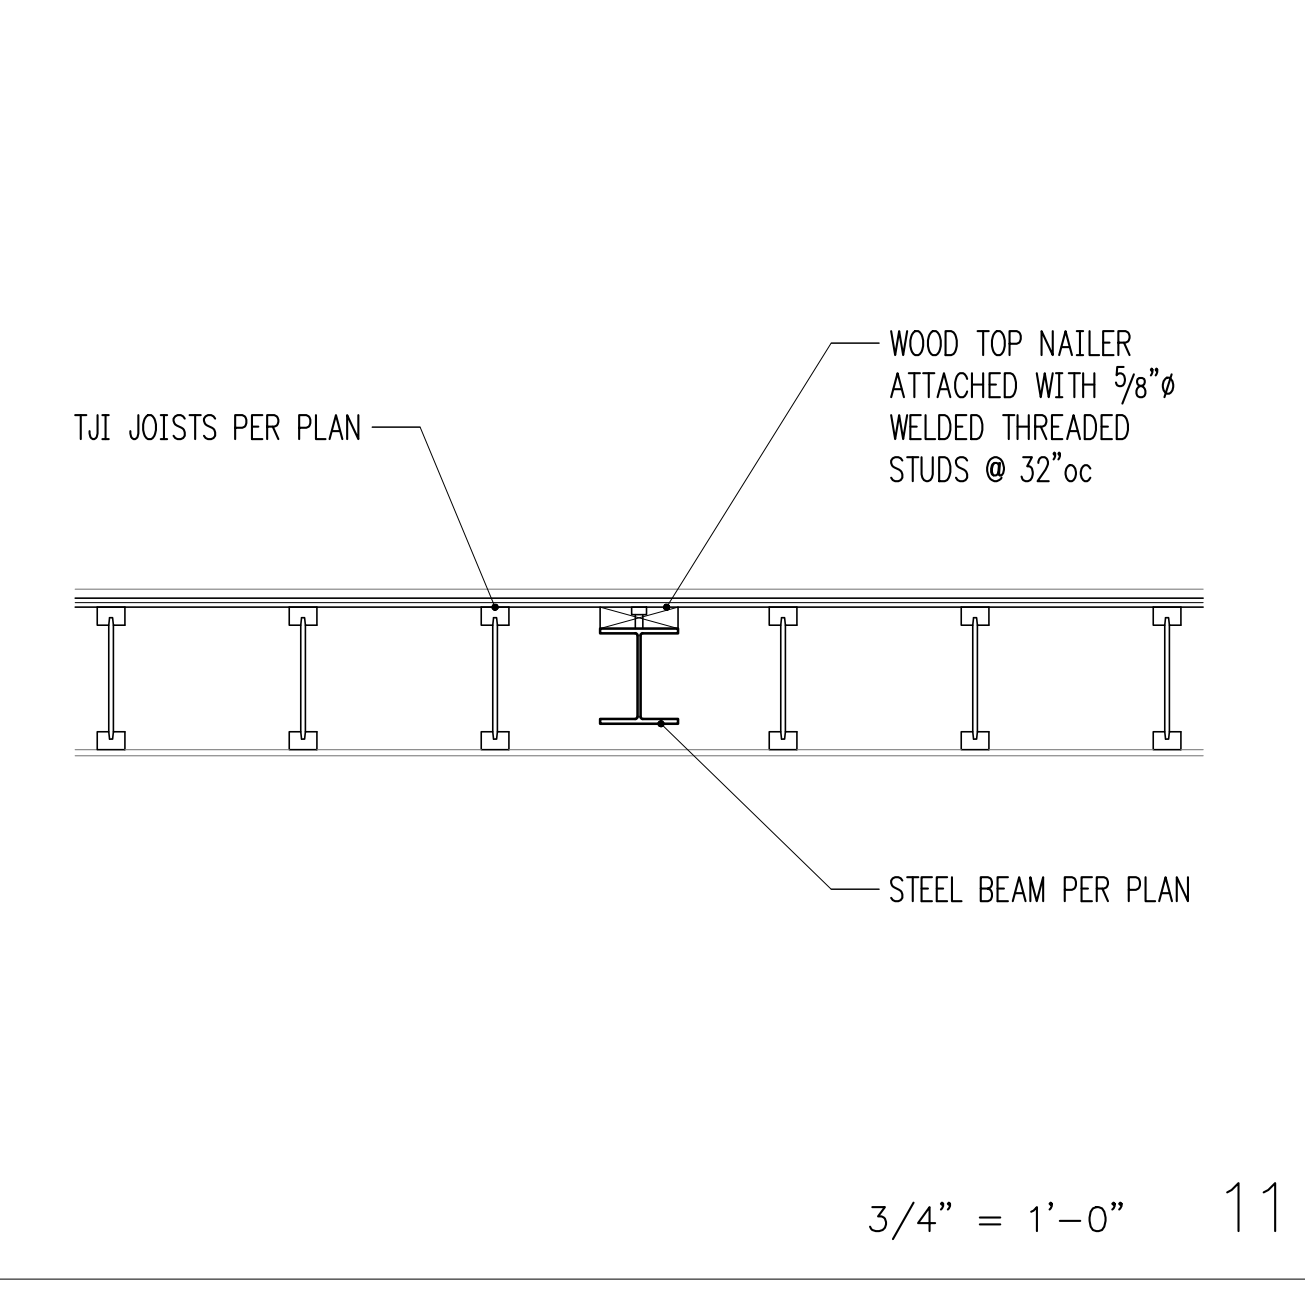 WOOD TOP NAILER
ATTACHED WITH 5/8"ø
WELDED THREADED
STUDS @ 32"oc
TJI JOISTS PER PLAN
STEEL BEAM PER PLAN
3/4" = 1'-0"
11